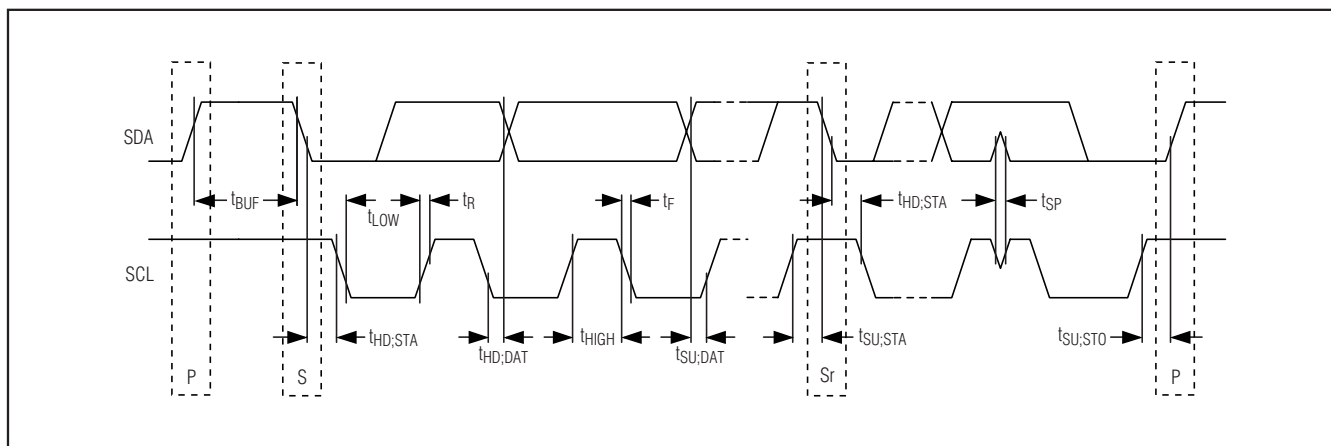 SDA
tBUF
tLOW
tR
tF
tHD;STA
tSP
SCL
tHD;STA
tHD;DAT
tHIGH
tSU;DAT
tSU;STA
tSU;STO
P
S
Sr
P